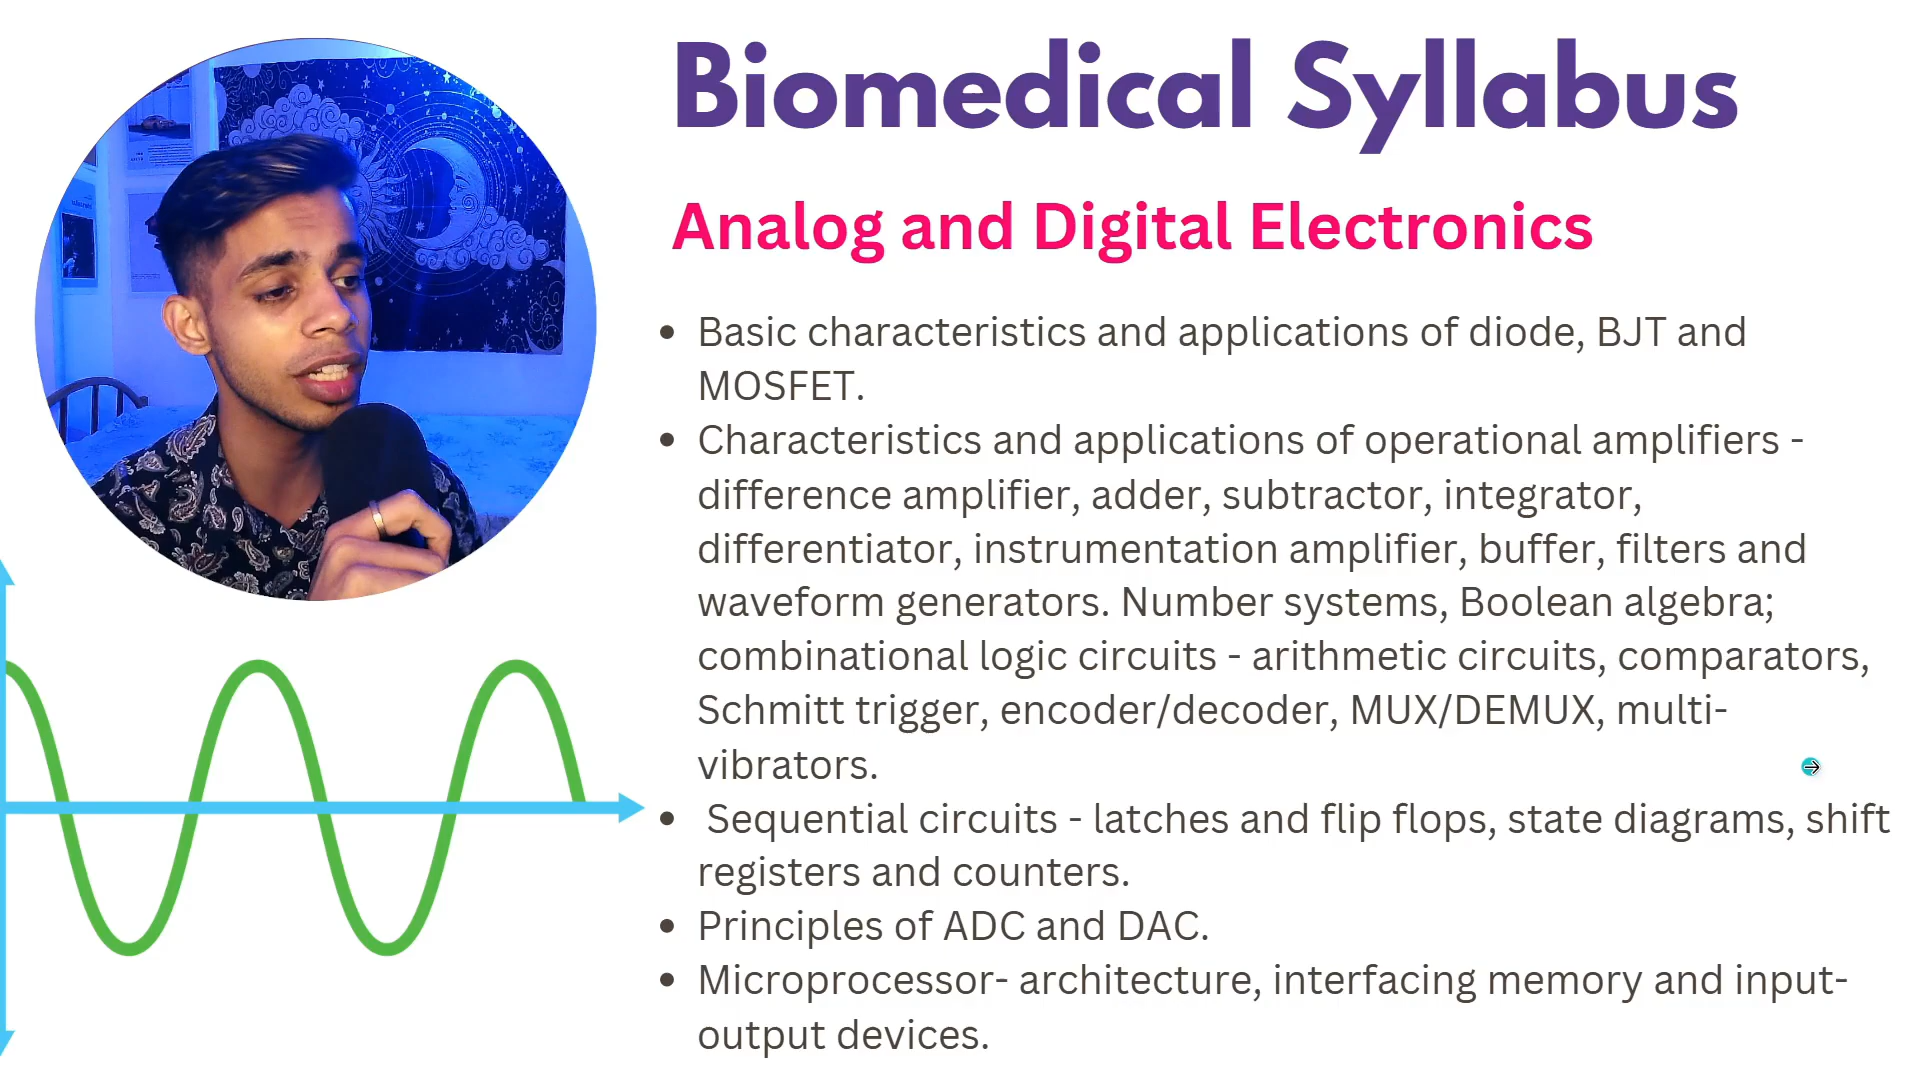 Biomedical Syllabus
Analog and Digital Electronics
• Basic characteristics and applications of diode, BJT and
MOSFET.
• Characteristics and applications of operational amplifiers -
difference amplifier, adder, subtractor, integrator,
differentiator, instrumentation amplifier, buffer, filters and
waveform generators. Number systems, Boolean algebra;
combinational logic circuits - arithmetic circuits, comparators,
Schmitt trigger, encoder/decoder, MUX/DEMUX, multi-
vibrators.
• Sequential circuits - latches and flip flops, state diagrams, shift
registers and counters.
• Principles of ADC and DAC.
• Microprocessor- architecture, interfacing memory and input-
output devices.